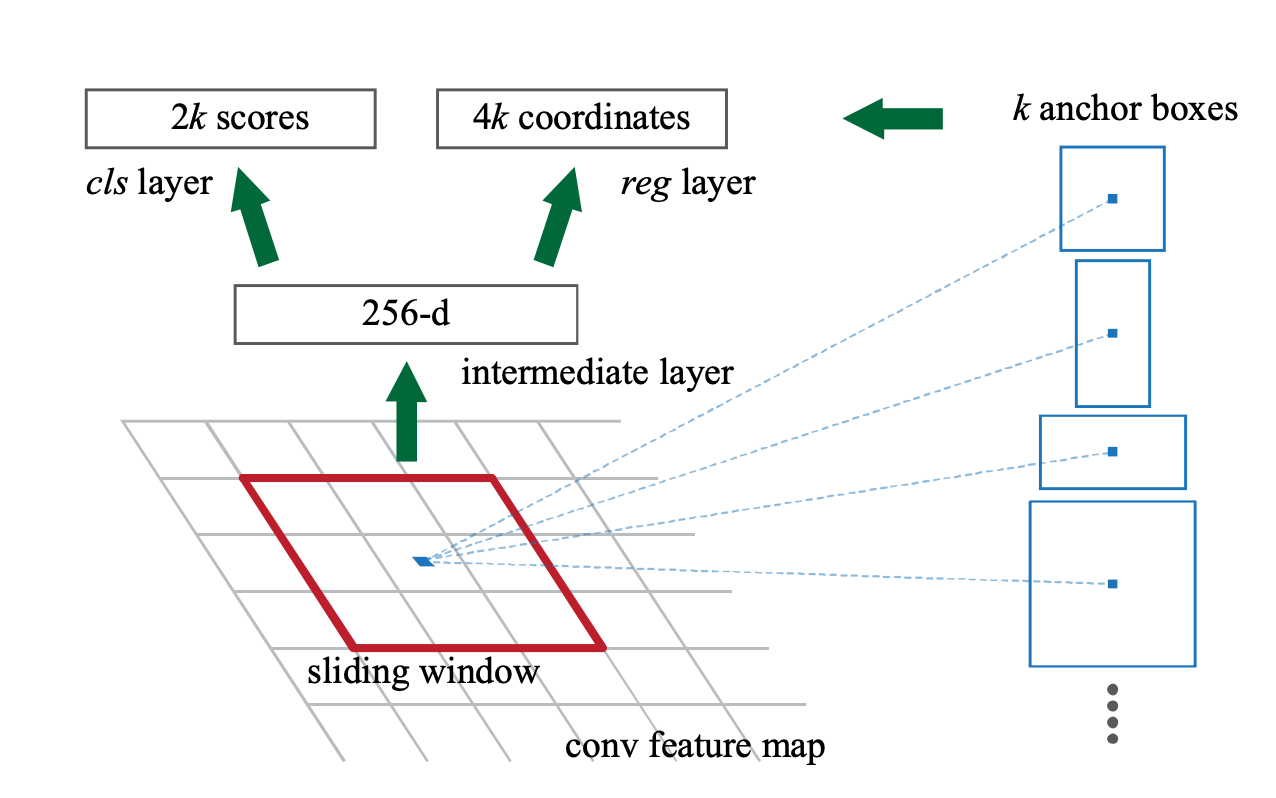 2k scores
4k coordinates
k anchor boxes
cls layer
reg layer
256-d
intermediate layer
sliding window
conv feature map